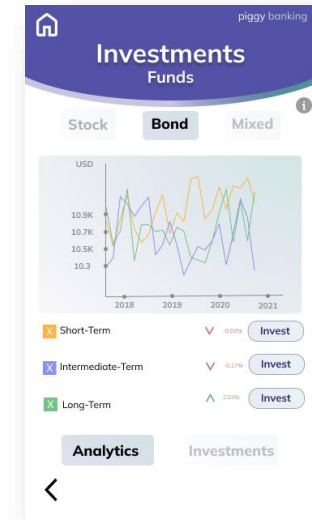 piggy banking
Investments
Funds
i
Stock Bond Mixed
USD
10.9K
10.7K
10.5K
10.3
2018 2019 2020 2021
X Short-Term -0.02% Invest
X Intermediate-Term -0.17% Invest
X Long-Term 2.03% Invest
Analytics Investments